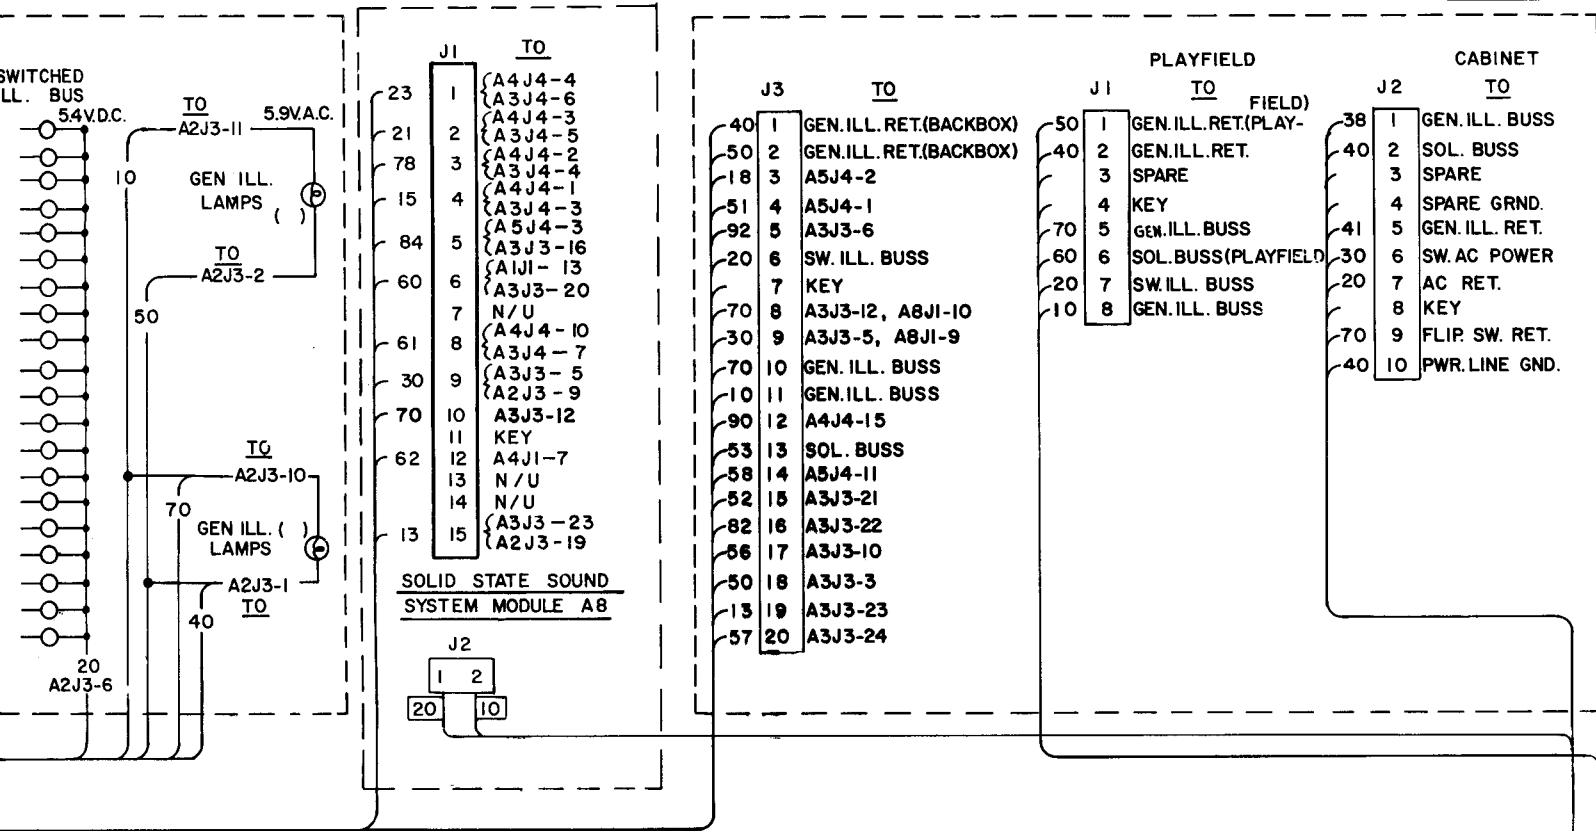 SWITCHED
LL. BUS
5.4V.D.C.
TO
A2J3-11
5.9V.A.C.
10
GEN ILL.
LAMPS
( )
TO
A2J3-2
50
TO
A2J3-10
70
GEN ILL. ( )
LAMPS
A2J3-1
TO
40
20
A2J3-6
J1 TO
23 1 A4J4-4
A3J4-6
21 2 A4J4-3
A3J4-5
78 3 A4J4-2
A3J4-4
15 4 A4J4-1
A3J4-3
84 5 A5J4-3
A3J3-16
60 6 A1J1-13
A3J3-20
7 N/U
61 8 A4J4-10
A3J4-7
30 9 A3J3-5
A2J3-9
70 10 A3J3-12
11 KEY
62 12 A4J1-7
13 N/U
14 N/U
13 15 A3J3-23
A2J3-19
SOLID STATE SOUND
SYSTEM MODULE A8
J2
1 2
20 10
J3 TO
40 1 GEN.ILL.RET.(BACKBOX)
50 2 GEN.ILL.RET.(BACKBOX)
18 3 A5J4-2
51 4 A5J4-1
92 5 A3J3-6
20 6 SW. ILL. BUSS
7 KEY
70 8 A3J3-12, A8J1-10
30 9 A3J3-5, A8J1-9
70 10 GEN. ILL. BUSS
10 11 GEN. ILL. BUSS
90 12 A4J4-15
53 13 SOL. BUSS
58 14 A5J4-11
52 15 A3J3-21
82 16 A3J3-22
56 17 A3J3-10
50 18 A3J3-3
13 19 A3J3-23
57 20 A3J3-24
PLAYFIELD
J1 TO
FIELD)
50 1 GEN.ILL.RET.(PLAY-
40 2 GEN.ILL.RET.
3 SPARE
4 KEY
70 5 GEN.ILL.BUSS
60 6 SOL.BUSS(PLAYFIELD
20 7 SW.ILL. BUSS
10 8 GEN.ILL. BUSS
CABINET
J2 TO
38 1 GEN.ILL. BUSS
40 2 SOL. BUSS
3 SPARE
4 SPARE GRND.
41 5 GEN.ILL. RET.
30 6 SW.AC POWER
20 7 AC RET.
8 KEY
70 9 FLIP. SW. RET.
40 10 PWR.LINE GND.